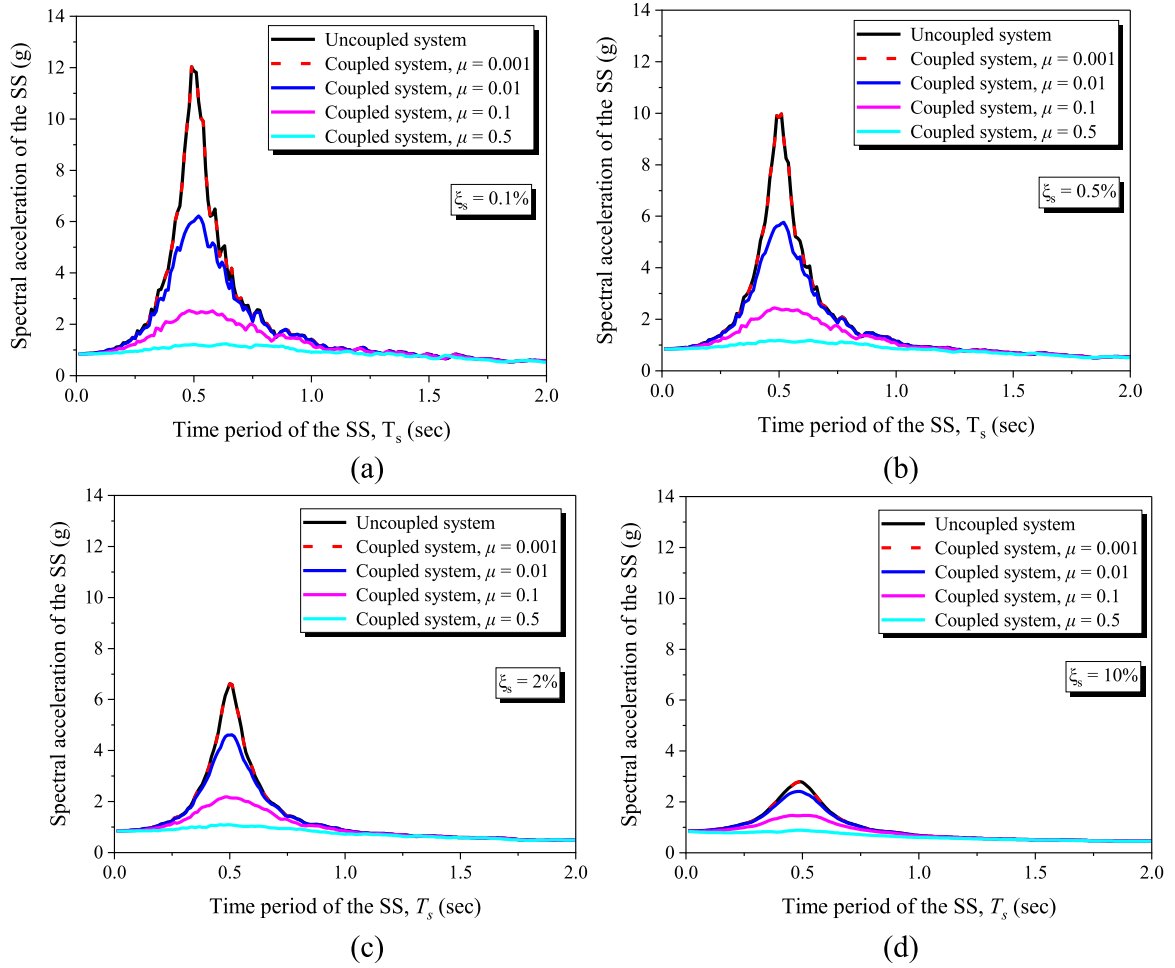 Spectral acceleration of the SS (g)
14
12
10
8
6
4
2
0
Uncoupled system
Coupled system, μ = 0.001
Coupled system, μ = 0.01
Coupled system, μ = 0.1
Coupled system, μ = 0.5
ξs = 0.1%
0.0 0.5 1.0 1.5 2.0
Time period of the SS, Ts (sec)
(a)
Spectral acceleration of the SS (g)
14
12
10
8
6
4
2
0
Uncoupled system
Coupled system, μ = 0.001
Coupled system, μ = 0.01
Coupled system, μ = 0.1
Coupled system, μ = 0.5
ξs = 0.5%
0.0 0.5 1.0 1.5 2.0
Time period of the SS, Ts (sec)
(b)
Spectral acceleration of the SS (g)
14
12
10
8
6
4
2
0
Uncoupled system
Coupled system, μ = 0.001
Coupled system, μ = 0.01
Coupled system, μ = 0.1
Coupled system, μ = 0.5
ξs = 2%
0.0 0.5 1.0 1.5 2.0
Time period of the SS, Ts (sec)
(c)
Spectral acceleration of the SS (g)
14
12
10
8
6
4
2
0
Uncoupled system
Coupled system, μ = 0.001
Coupled system, μ = 0.01
Coupled system, μ = 0.1
Coupled system, μ = 0.5
ξs = 10%
0.0 0.5 1.0 1.5 2.0
Time period of the SS, Ts (sec)
(d)